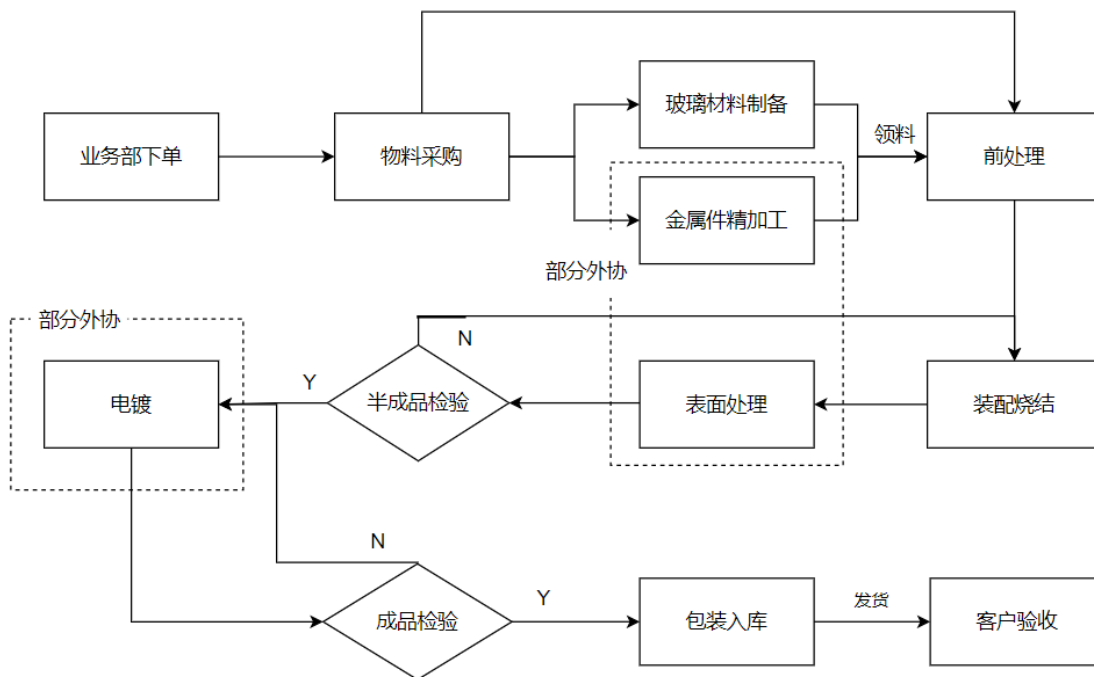 业务部下单
物料采购
玻璃材料制备
金属件精加工
领料
前处理
部分外协
部分外协
电镀
Y
半成品检验
N
表面处理
装配烧结
N
成品检验
Y
包装入库
发货
客户验收